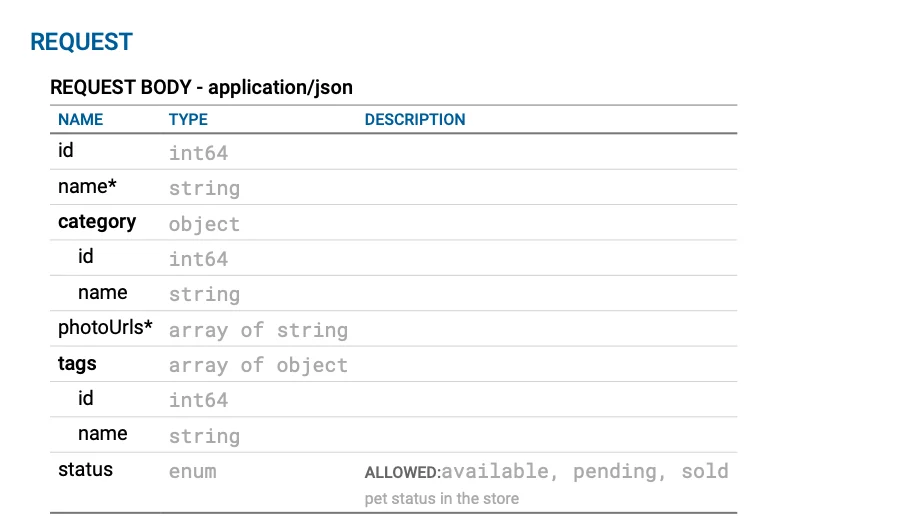 REQUEST
REQUEST BODY - application/json
NAME TYPE DESCRIPTION
id int64
name* string
category object
id int64
name string
photoUrls* array of string
tags array of object
id int64
name string
status enum ALLOWED:available, pending, sold
pet status in the store